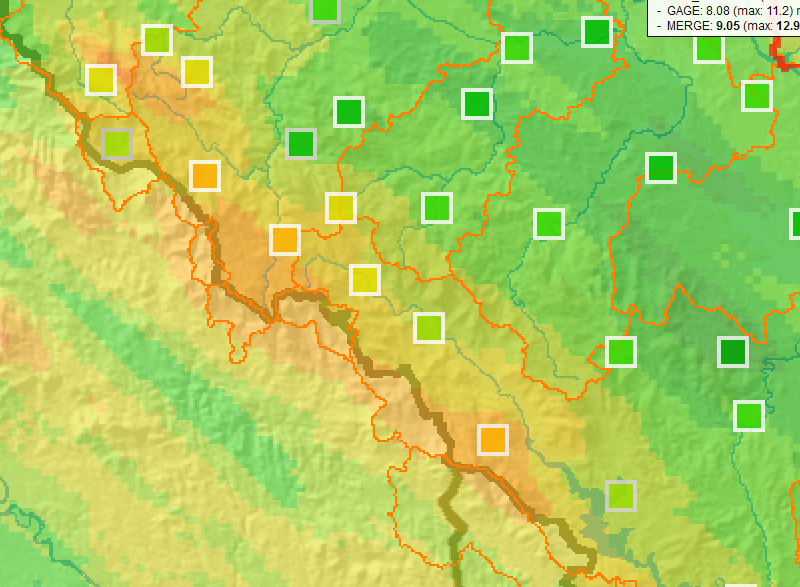 - GAGE: 8.08 (max: 11.2)
- MERGE: 9.05 (max: 12.9